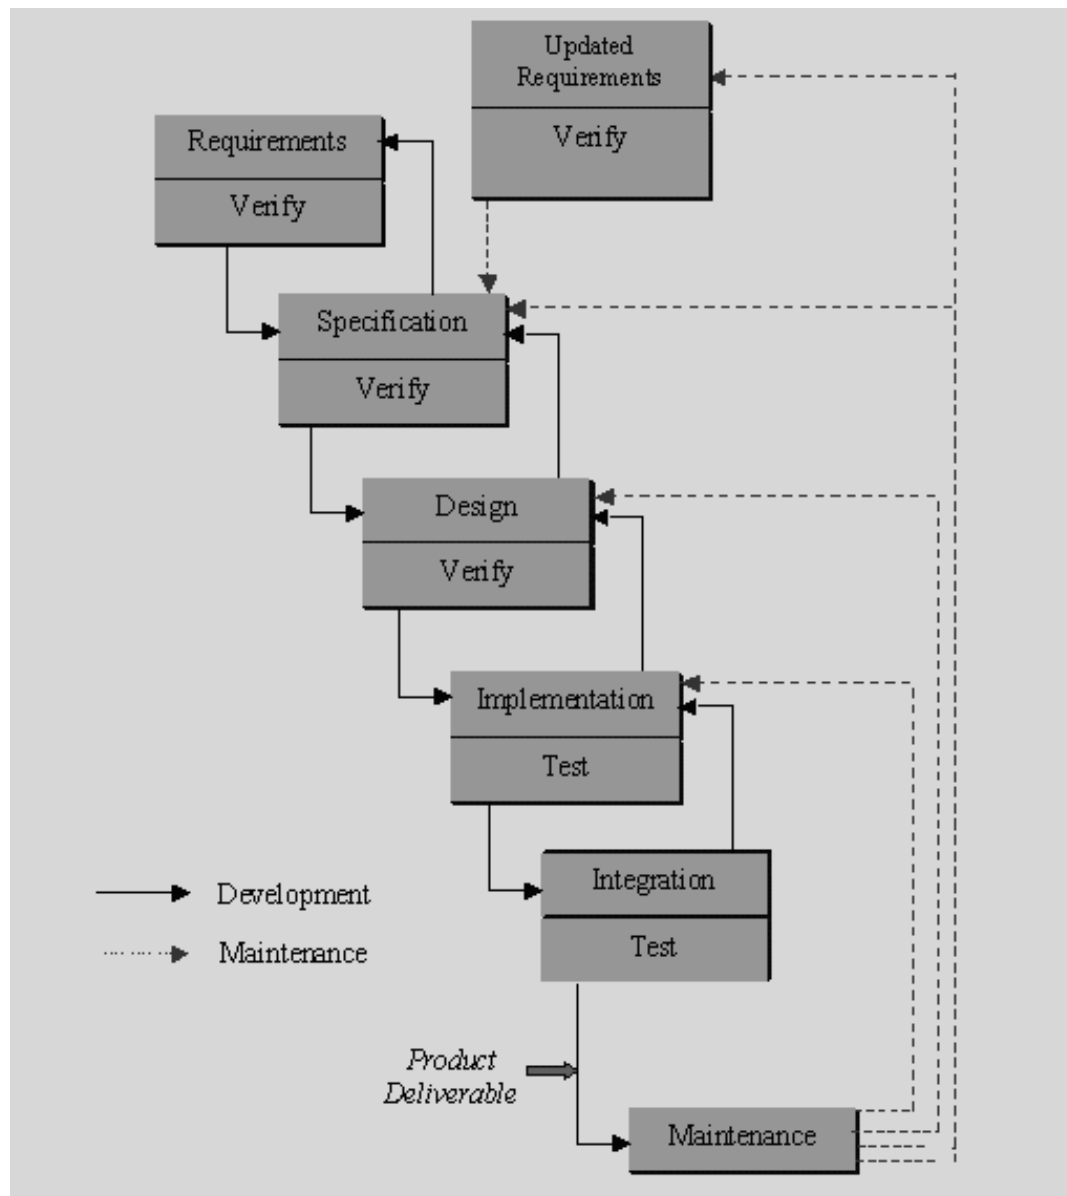 Updated
Requirements
Verify
Requirements
Verify
Specification
Verify
Design
Verify
Implementation
Test
Integration
Test
Development
Maintenance
Product
Deliverable
Maintenance